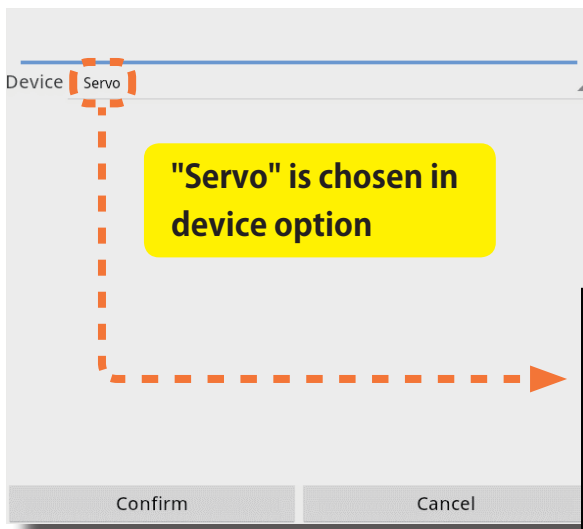 Device Servo
"Servo" is chosen in
device option
Confirm Cancel